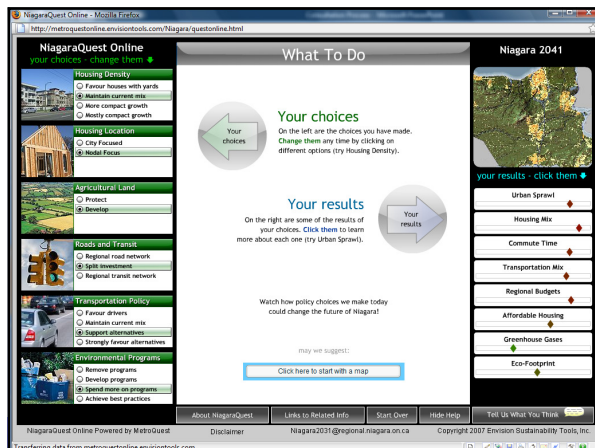 NiagaraQuest Online - Mozilla Firefox
http://metroquestonline.envisiontools.com/Niagara/questonline.html
NiagaraQuest Online
your choices - change them
Housing Density
Favour houses with yards
Maintain current mix
More compact growth
Mostly compact growth
Housing Location
City Focused
Nodal Focus
Agricultural Land
Protect
Develop
Roads and Transit
Regional road network
Split investment
Regional transit network
Transportation Policy
Favour drivers
Maintain current mix
Support alternatives
Strongly favour alternatives
Environmental Programs
Remove programs
Develop programs
Spend more on programs
Achieve best practices
What To Do
Your choices
Your
choices
On the left are the choices you have made.
Change them any time by clicking on
different options (try Housing Density).
Your results
On the right are some of the results of
your choices. Click them to learn
more about each one (try Urban Sprawl).
Your
results
Watch how policy choices we make today
could change the future of Niagara!
may we suggest:
Click here to start with a map
Niagara 2041
your results - click them
Urban Sprawl
Housing Mix
Commute Time
Transportation Mix
Regional Budgets
Affordable Housing
Greenhouse Gases
Eco-Footprint
About NiagaraQuest
Links to Related Info
Start Over
Hide Help
Tell Us What You Think
NiagaraQuest Online Powered by MetroQuest
Disclaimer
Niagara2031@regional.niagara.on.ca
Copyright 2007 Envision Sustainability Tools, Inc.
Transferring data from metroquestonline.envisiontools.com